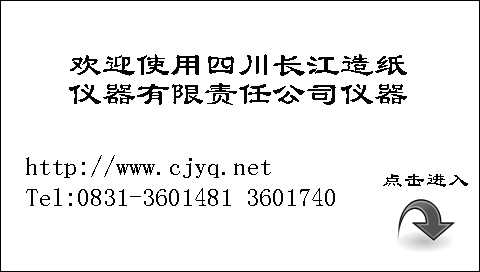 欢迎使用四川长江造纸
仪器有限责任公司仪器
http://www.cjyq.net
Tel:0831-3601481 3601740
点击进入